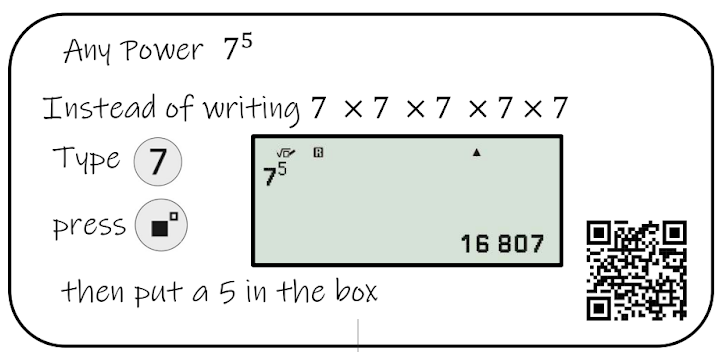 Any Power 7⁵
Instead of writing 7 × 7 × 7 × 7 × 7
Type 7
√ R ▲
7⁵
press ■□
16 807
then put a 5 in the box